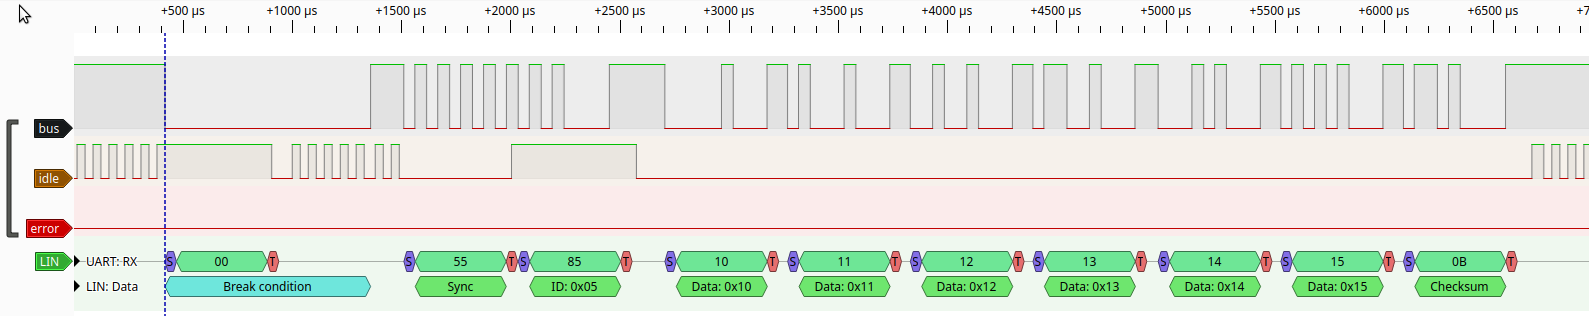 +500 µs +1000 µs +1500 µs +2000 µs +2500 µs +3000 µs +3500 µs +4000 µs +4500 µs +5000 µs +5500 µs +6000 µs +6500 µs +7
bus
idle
error
LIN UART: RX S 00 T S 55 T S 85 T S 10 T S 11 T S 12 T S 13 T S 14 T S 15 T S 0B T
LIN: Data Break condition Sync ID: 0x05 Data: 0x10 Data: 0x11 Data: 0x12 Data: 0x13 Data: 0x14 Data: 0x15 Checksum